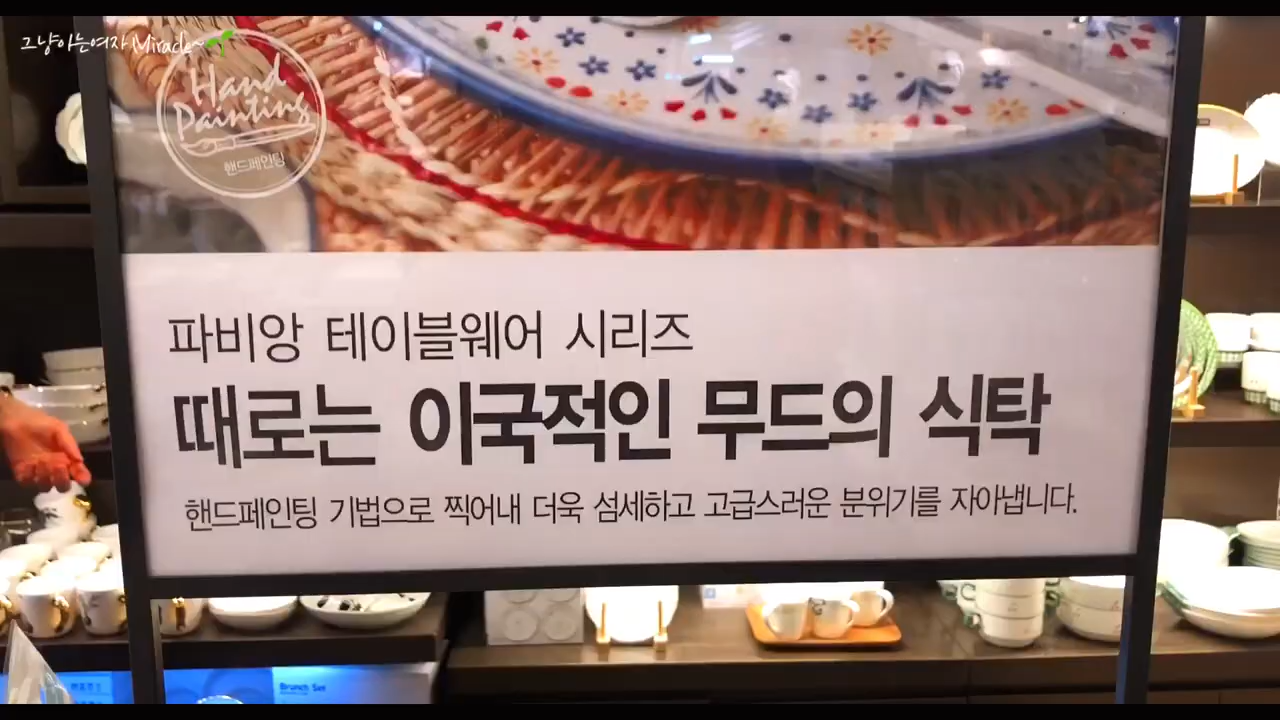 그냥아는여자 Miracle~
Hand
Painting
핸드페인팅
파비앙 테이블웨어 시리즈
때로는 이국적인 무드의 식탁
핸드페인팅 기법으로 찍어내 더욱 섬세하고 고급스러운 분위기를 자아냅니다.
Brunch Set